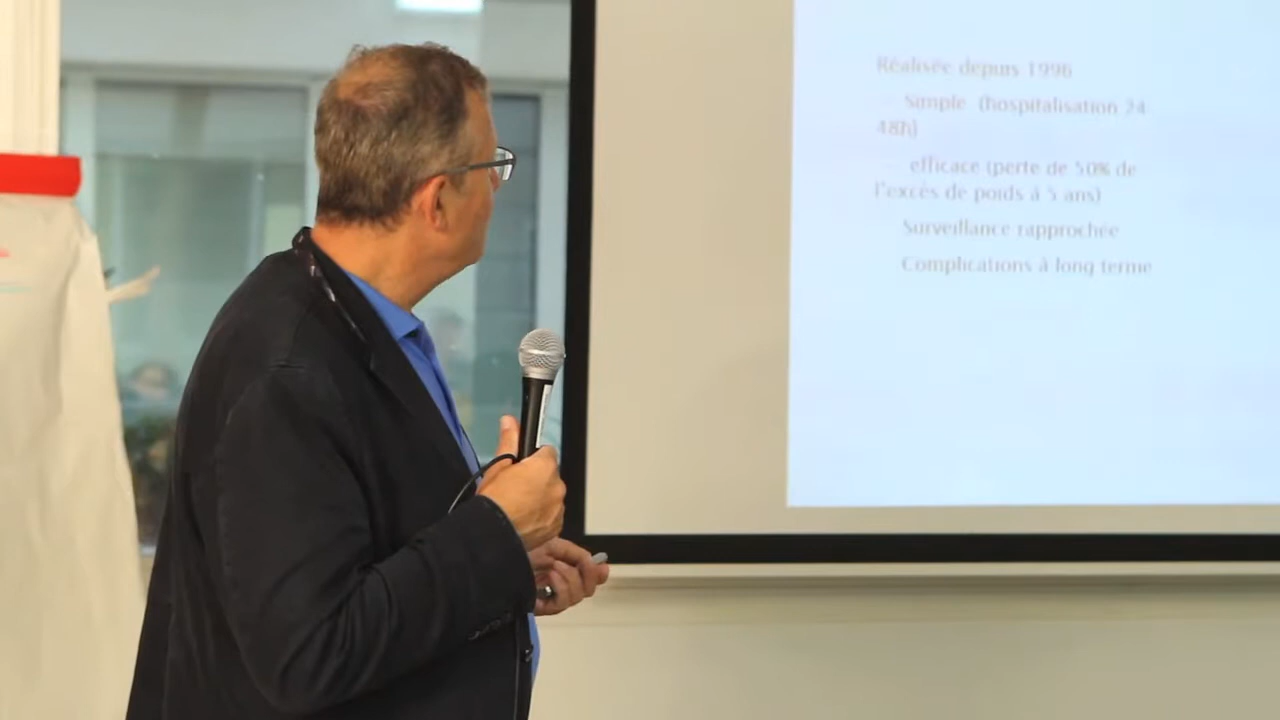 Réalisée depuis 1996
Simple (hospitalisation 24
48h)
efficace (perte de 50% de
l'excès de poids à 5 ans)
Surveillance rapprochée
Complications à long terme